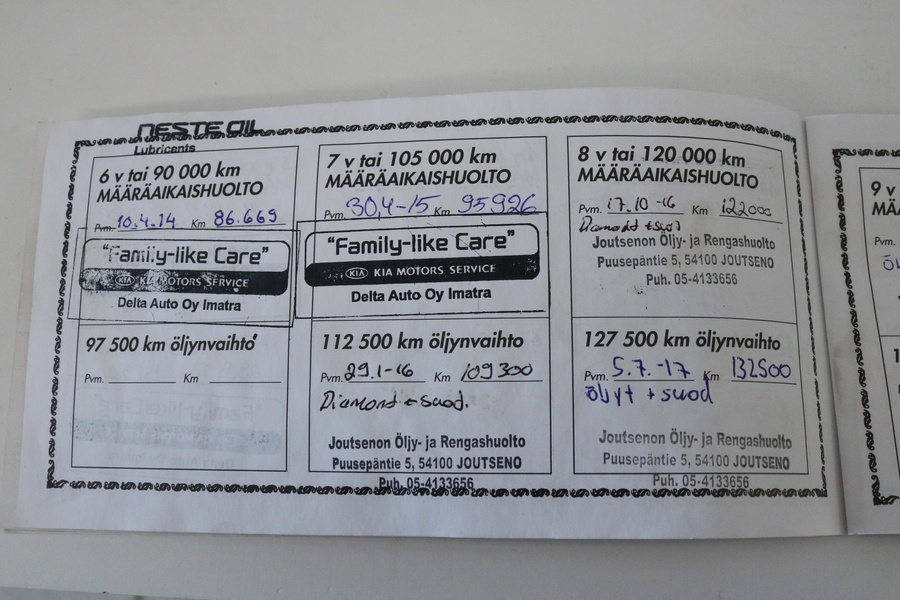 NESTE OIL
Lubricants
6 v tai 90 000 km
MÄÄRÄAIKAISHUOLTO
Pvm. 10.4.14 Km 86.669
"Family-like Care"
KIA KIA MOTORS SERVICE
Delta Auto Oy Imatra
97 500 km öljynvaihto
Pvm. Km
7 v tai 105 000 km
MÄÄRÄAIKAISHUOLTO
Pvm. 30,4-15 Km 95926
"Family-like Care"
KIA KIA MOTORS SERVICE
Delta Auto Oy Imatra
112 500 km öljynvaihto
Pvm. 29.1-16 Km 109300
Diamond + suod.
Joutsenon Öljy- ja Rengashuolto
Puusepäntie 5, 54100 JOUTSENO
Puh. 05-4133656
8 v tai 120 000 km
MÄÄRÄAIKAISHUOLTO
Pvm. 17.10-16 Km 122000
Diamond + suod
Joutsenon Öljy- ja Rengashuolto
Puusepäntie 5, 54100 JOUTSENO
Puh. 05-4133656
127 500 km öljynvaihto
Pvm. 5.7.-17 Km 132500
öljyt + suod
Joutsenon Öljy- ja Rengashuolto
Puusepäntie 5, 54100 JOUTSENO
Puh. 05-4133656
9 v
Pvm.